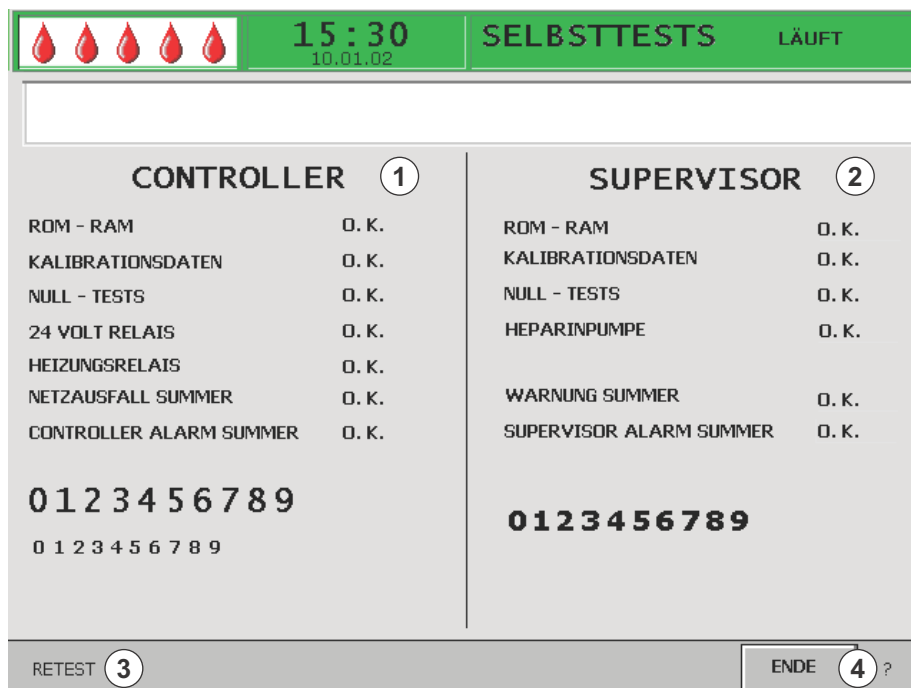 15:30 SELBSTTESTS LÄUFT
10.01.02
CONTROLLER 1
ROM - RAM O.K.
KALIBRATIONSDATEN O.K.
NULL - TESTS O.K.
24 VOLT RELAIS O.K.
HEIZUNGSRELAIS O.K.
NETZAUSFALL SUMMER O.K.
CONTROLLER ALARM SUMMER O.K.
0123456789
0123456789
SUPERVISOR 2
ROM - RAM O.K.
KALIBRATIONSDATEN O.K.
NULL - TESTS O.K.
HEPARINPUMPE O.K.
WARNUNG SUMMER O.K.
SUPERVISOR ALARM SUMMER O.K.
0123456789
RETEST 3 ENDE 4 ?